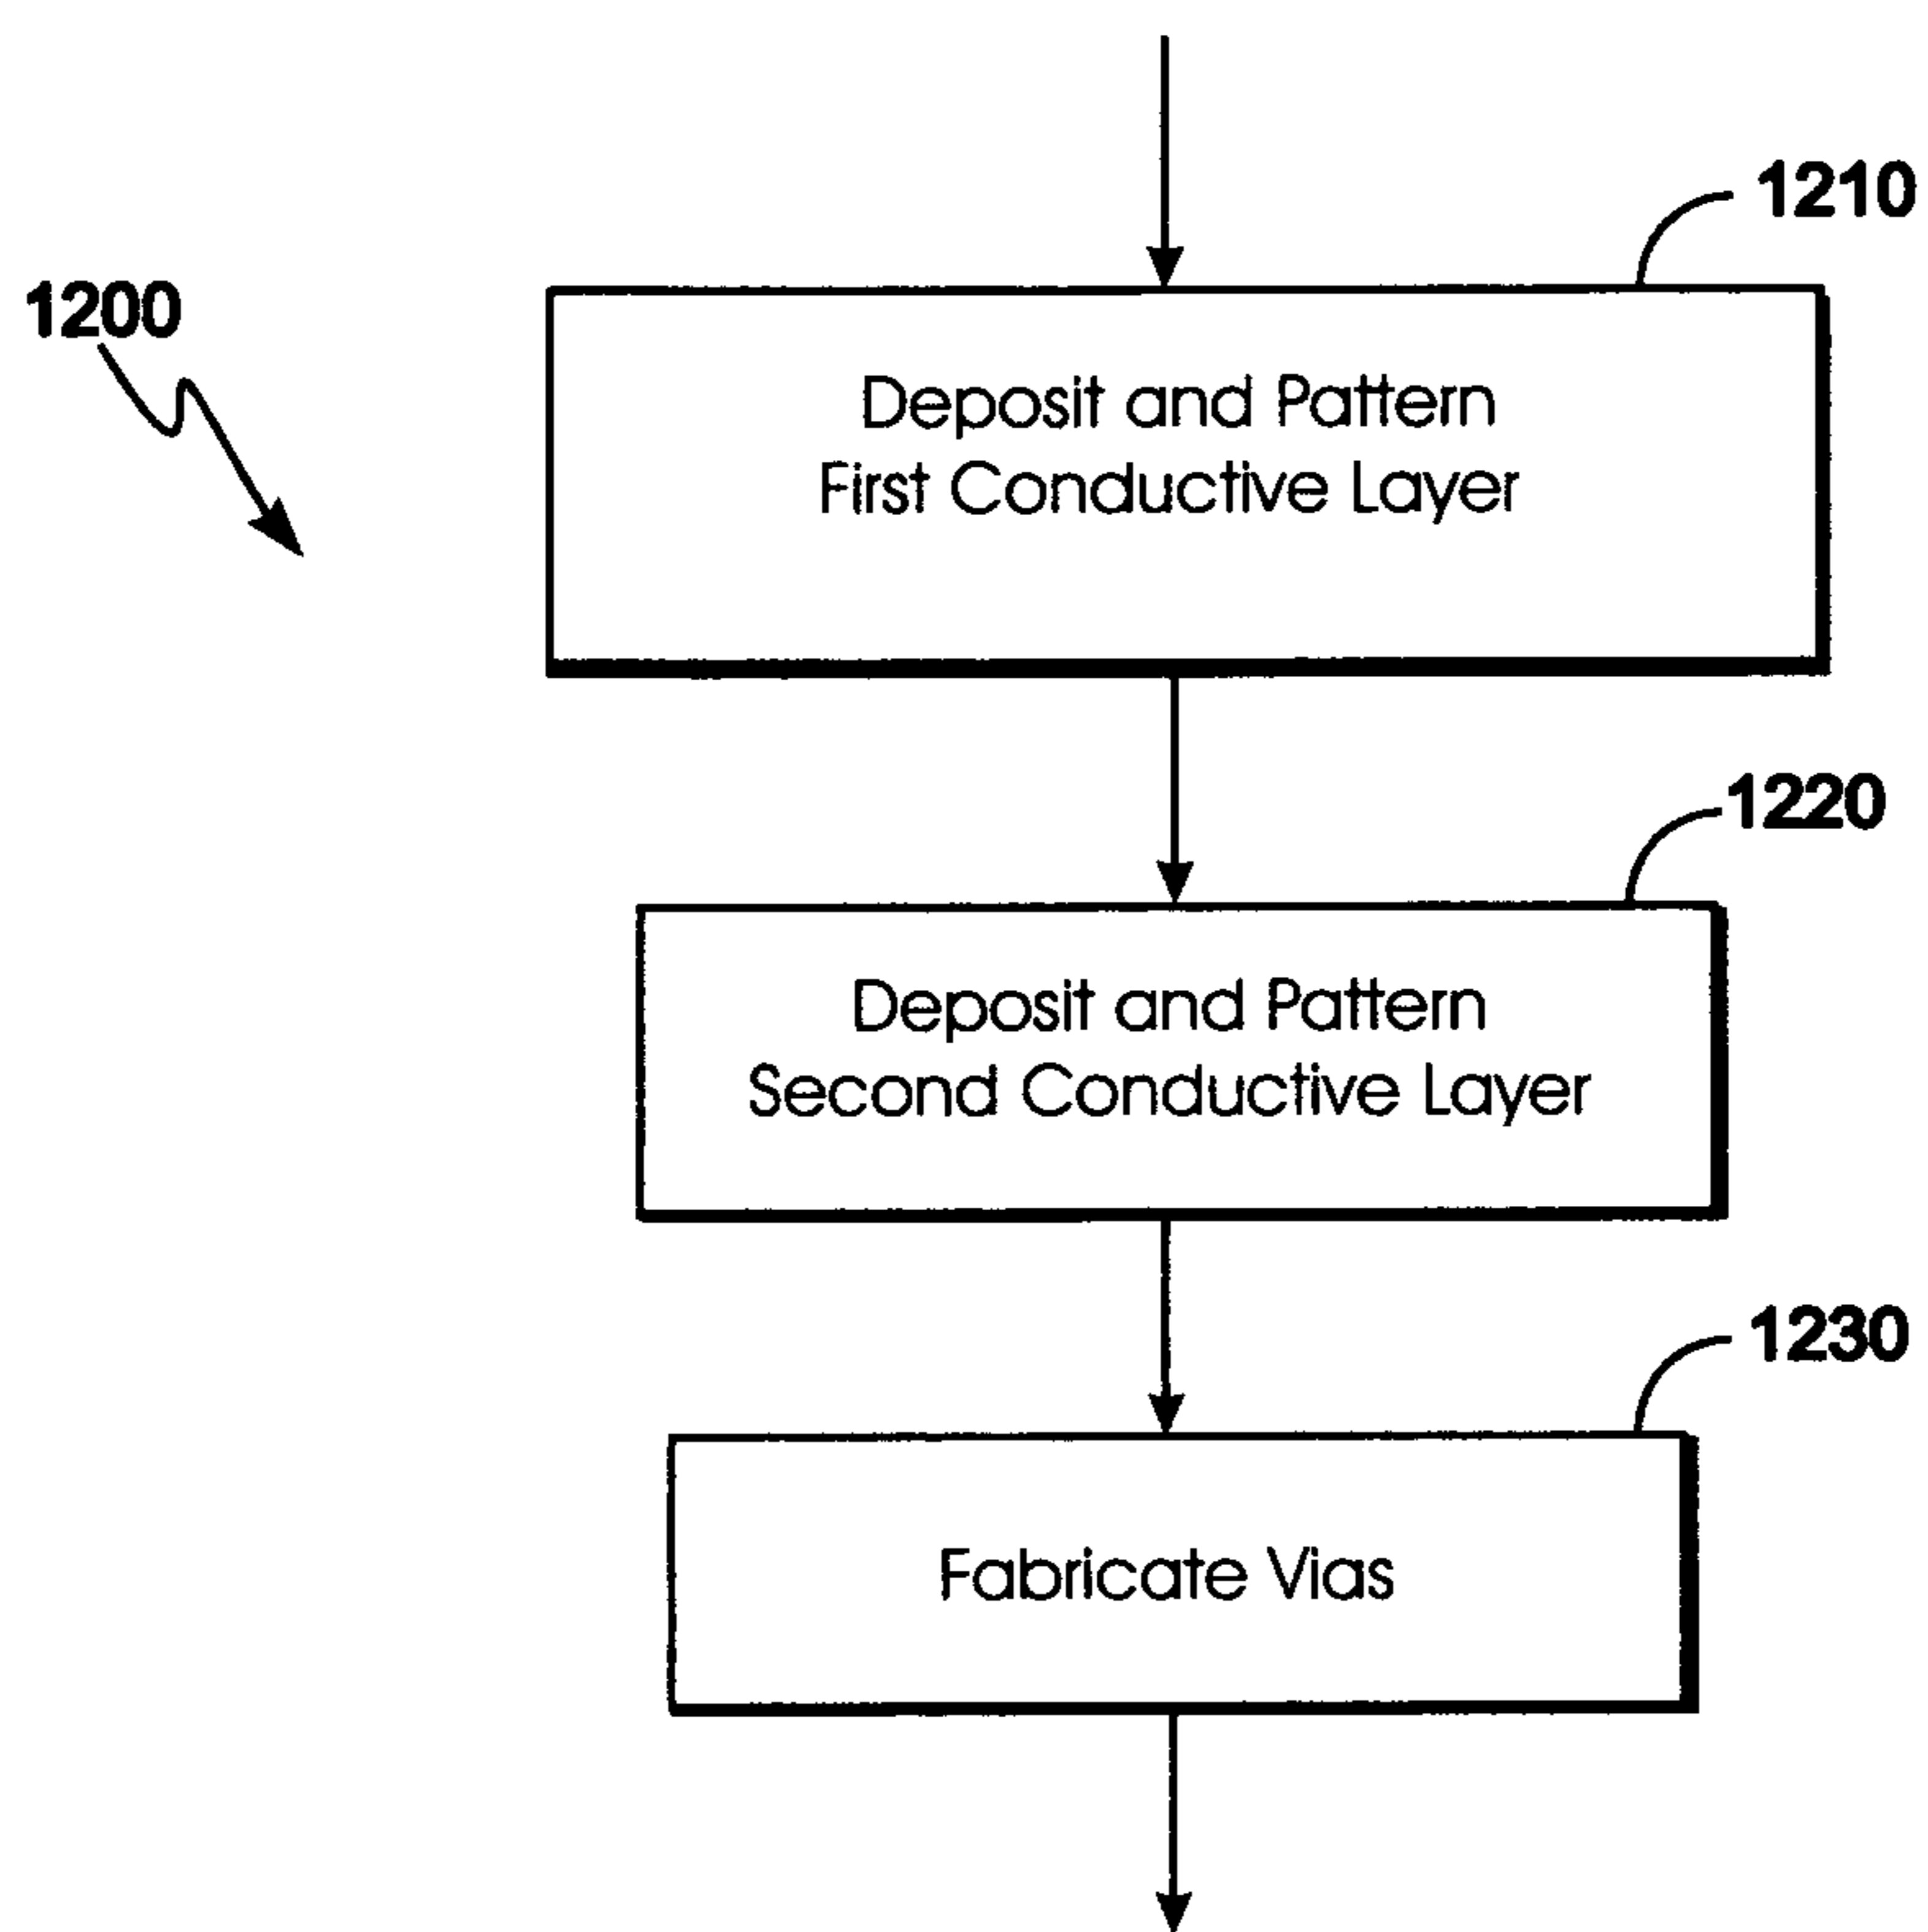 1210
1200
Deposit and Pattern
First Conductive Layer
1220
Deposit and Pattern
Second Conductive Layer
1230
Fabricate Vias